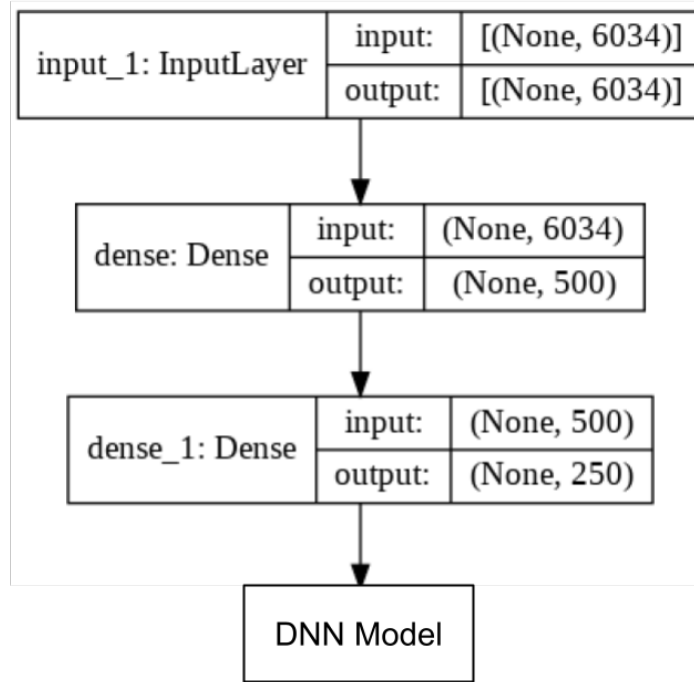 input_1: InputLayer
input: [(None, 6034)]
output: [(None, 6034)]
dense: Dense
input: (None, 6034)
output: (None, 500)
dense_1: Dense
input: (None, 500)
output: (None, 250)
DNN Model